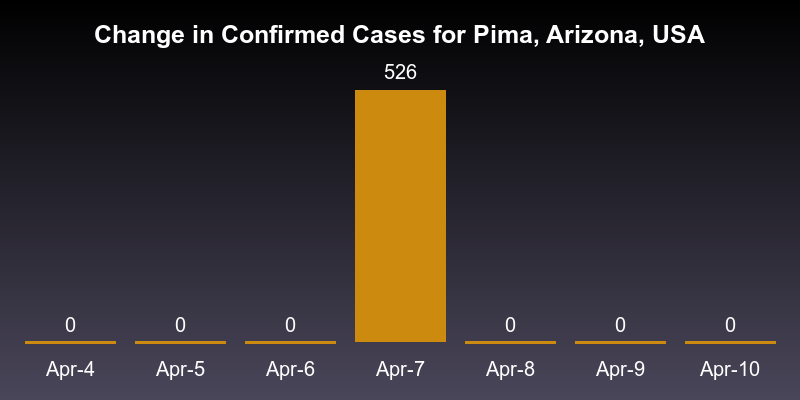 Change in Confirmed Cases for Pima, Arizona, USA
526
0 0 0 0 0 0
Apr-4 Apr-5 Apr-6 Apr-7 Apr-8 Apr-9 Apr-10